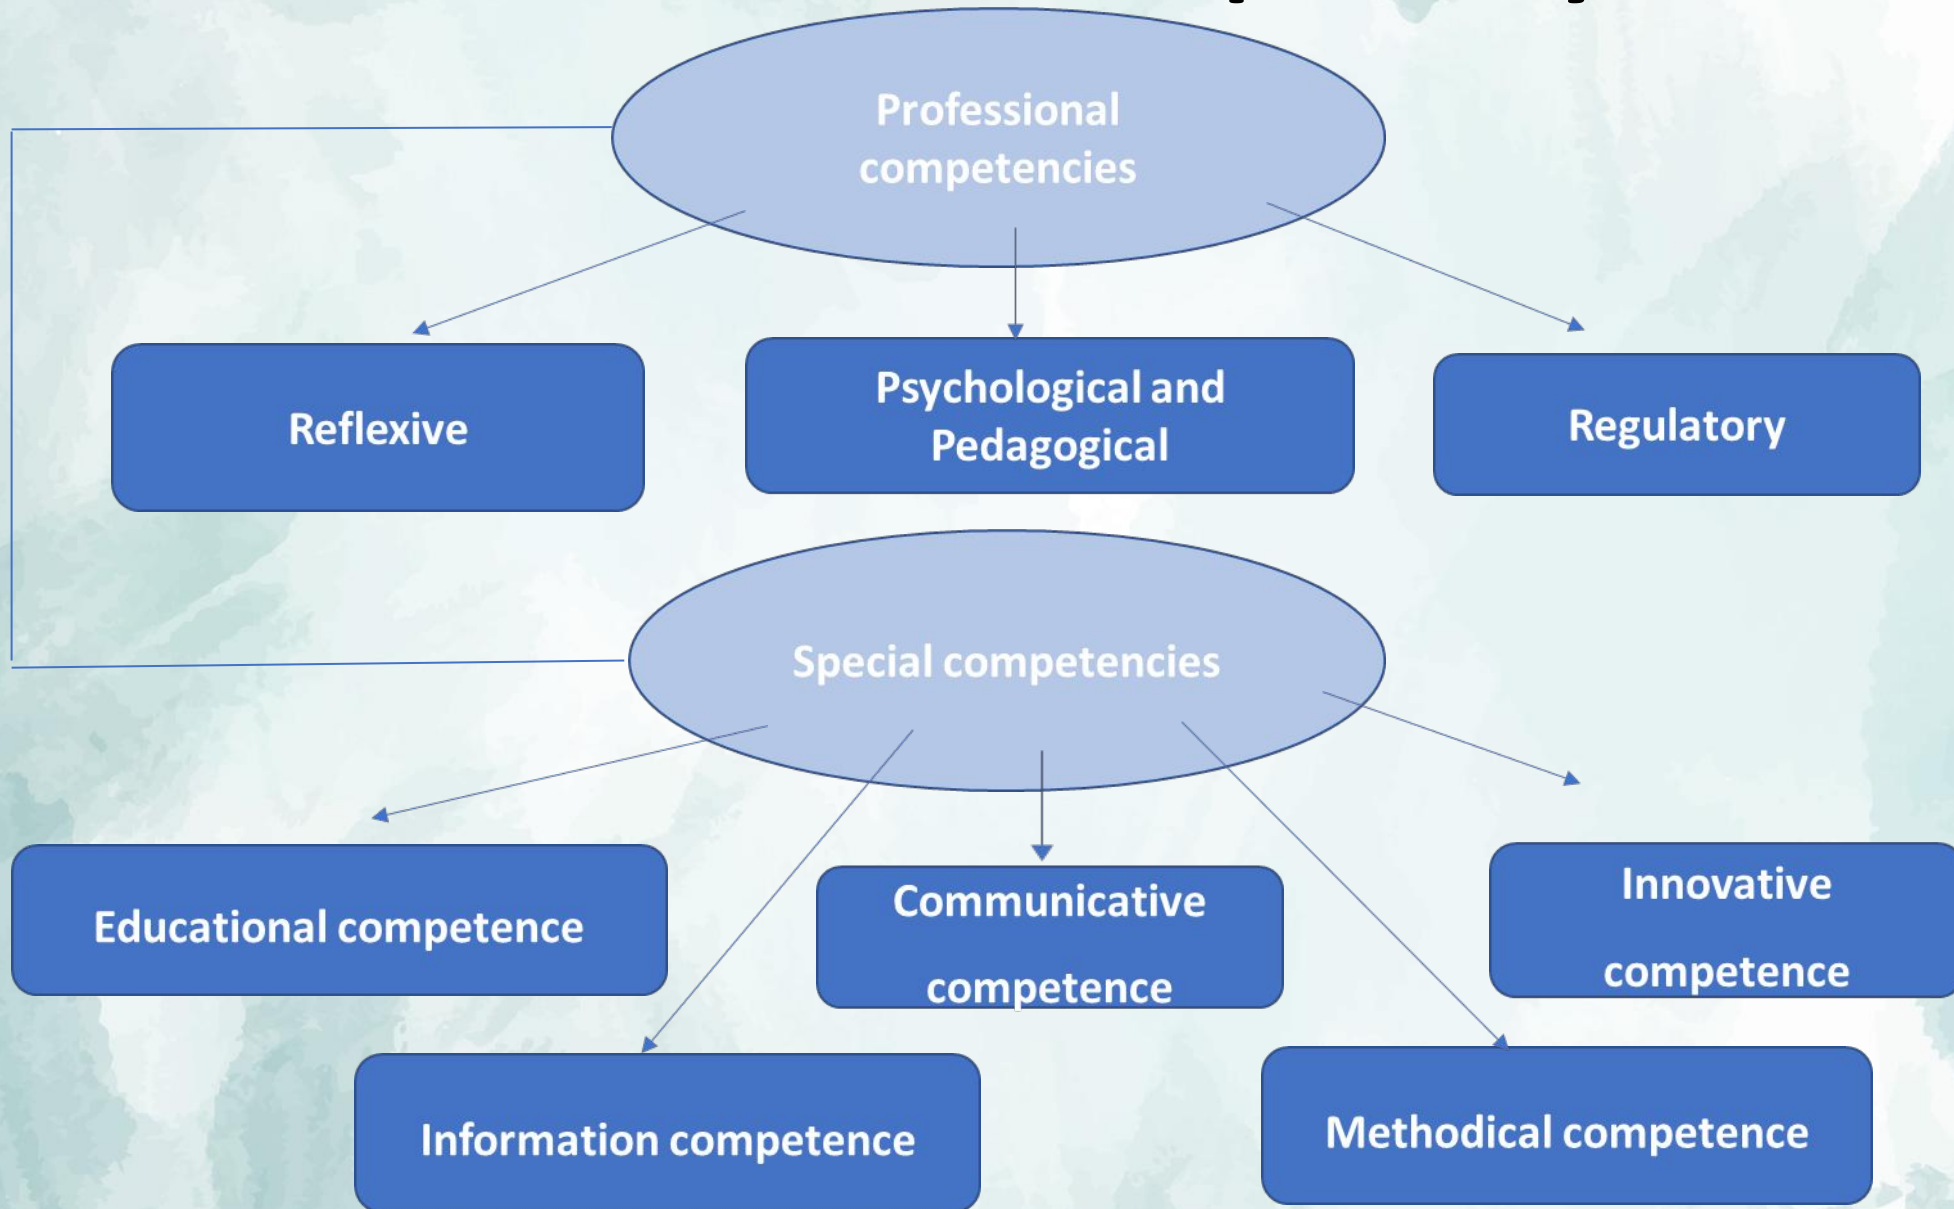 Professional
competencies
Reflexive
Psychological and
Pedagogical
Regulatory
Special competencies
Educational competence
Communicative
competence
Innovative
competence
Information competence
Methodical competence